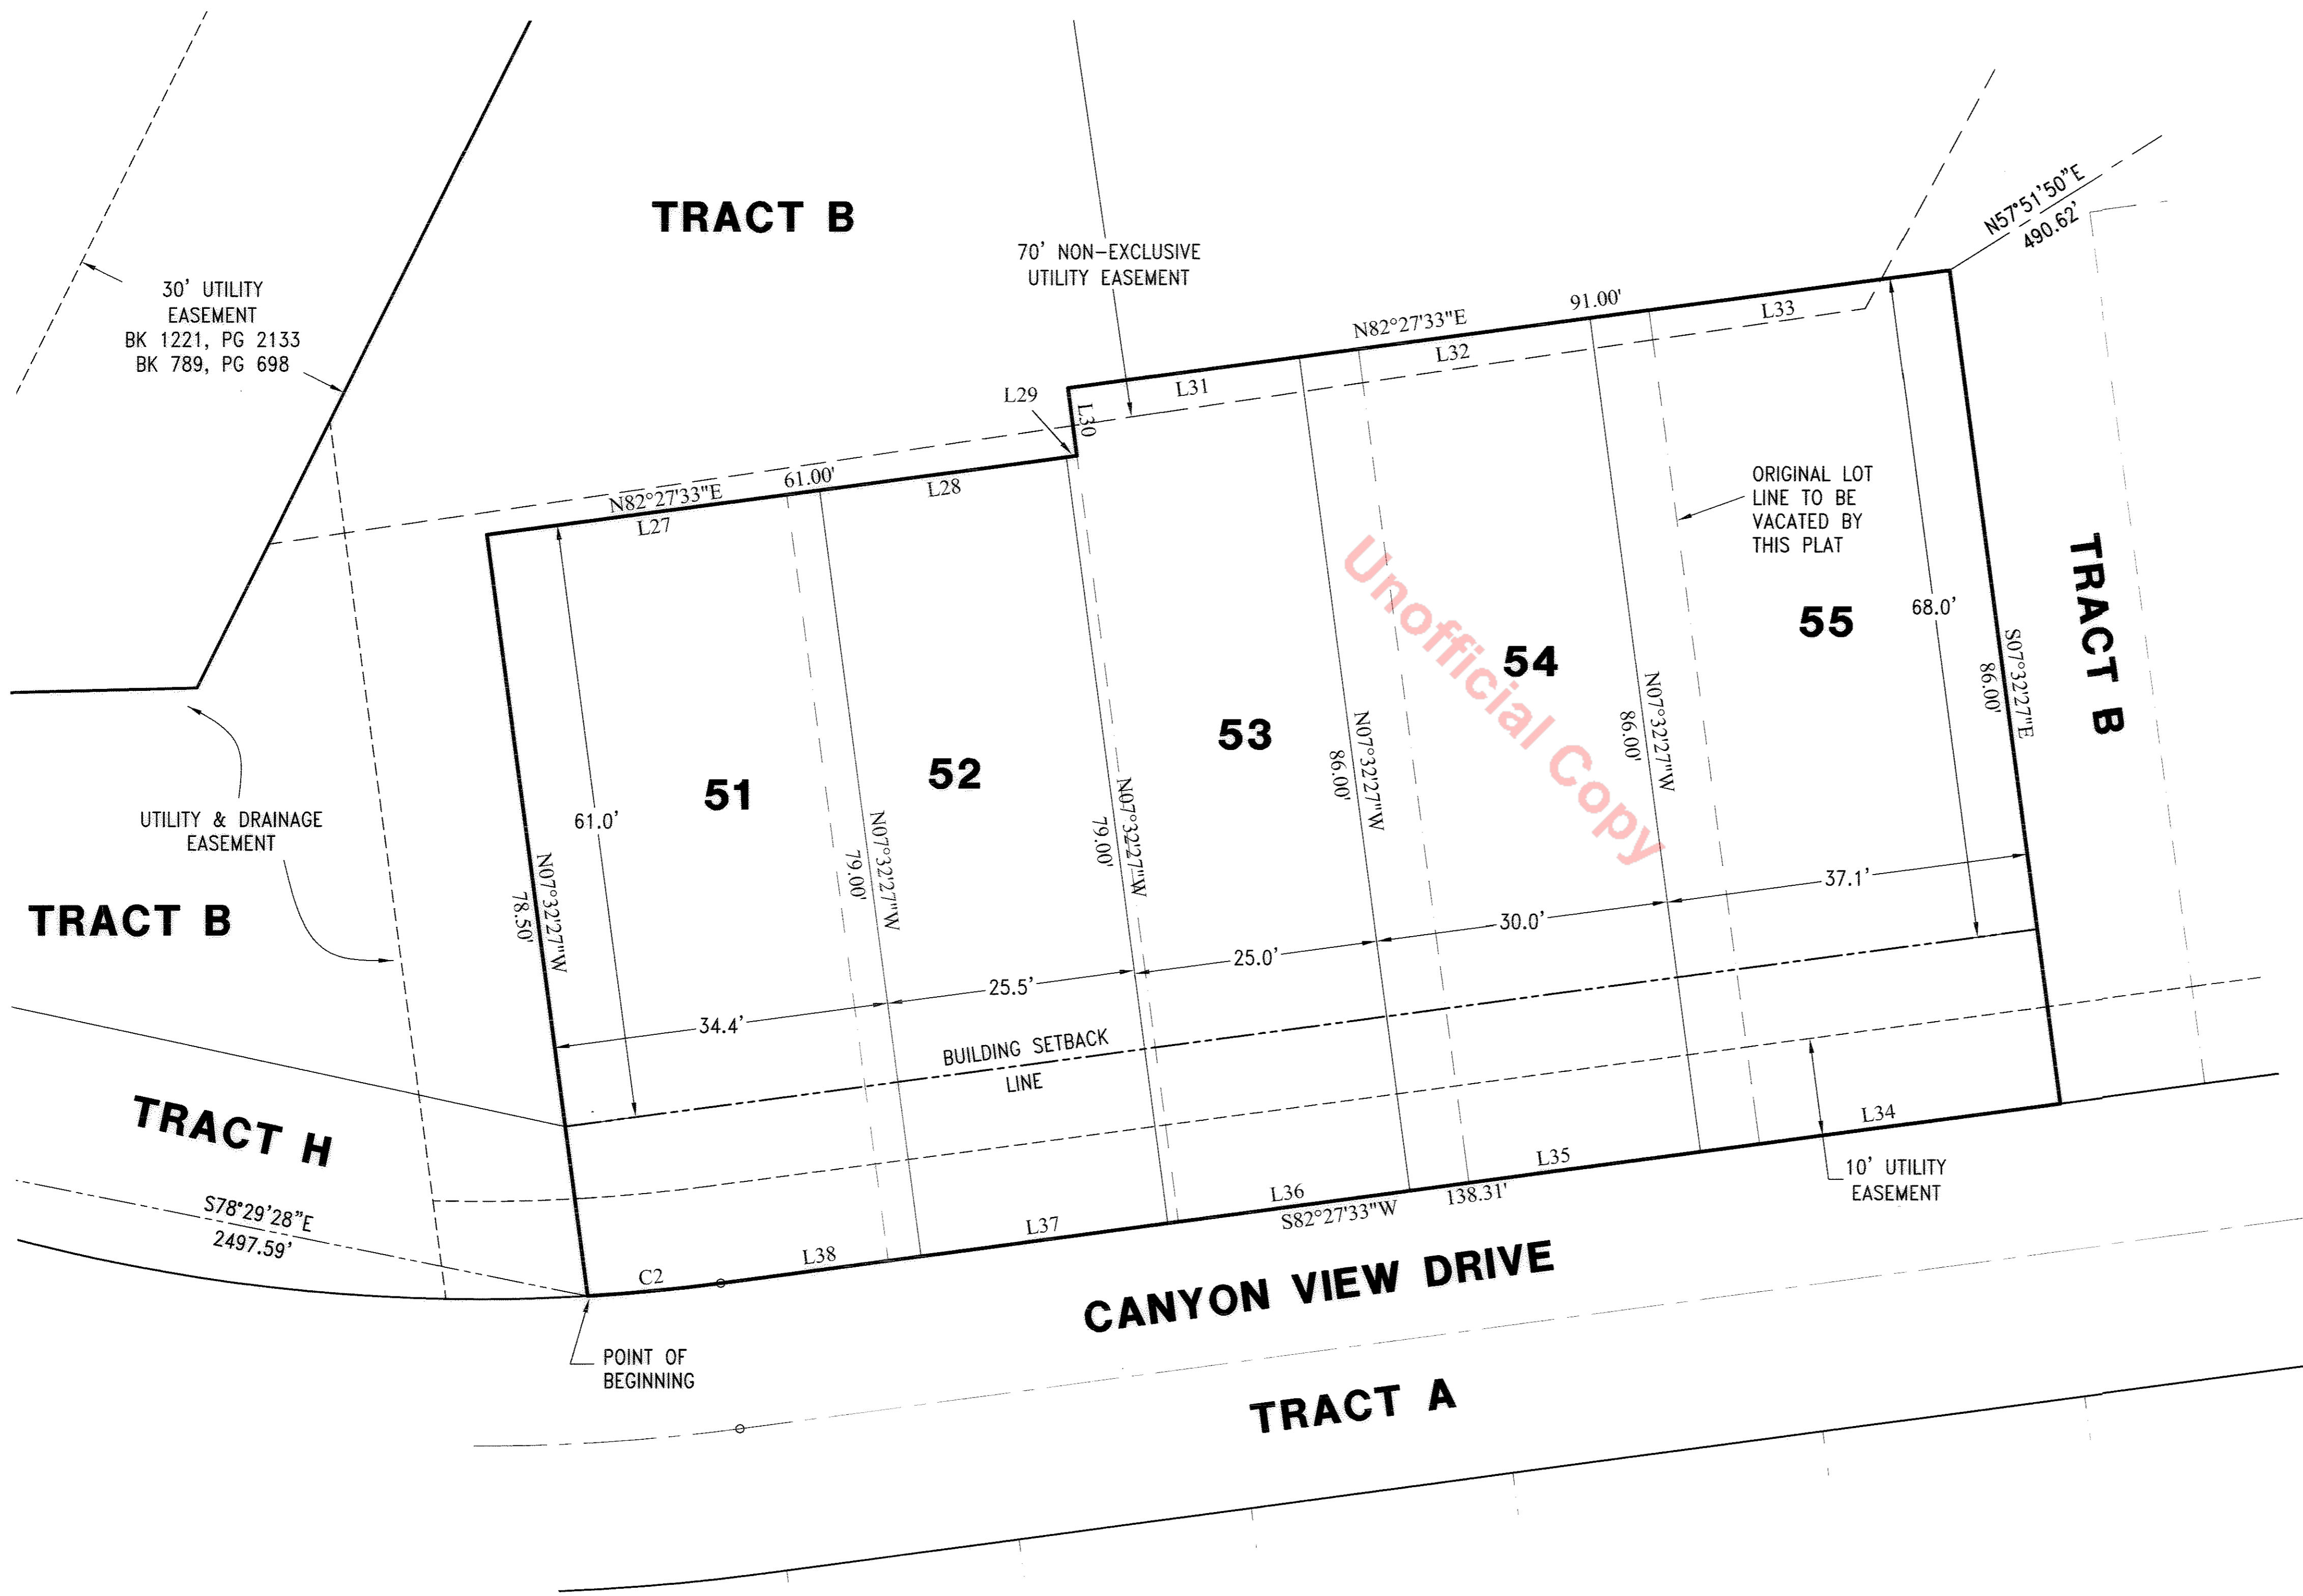 N57°51'50"E
490.62'
TRACT B
70' NON-EXCLUSIVE
UTILITY EASEMENT
30' UTILITY
EASEMENT
BK 1221, PG 2133
BK 789, PG 698
91.00'
N82°27'33"E
L33
L32
L31
L29
L30
61.00'
N82°27'33"E
L28
L27
ORIGINAL LOT
LINE TO BE
VACATED BY
THIS PLAT
TRACT B
Unofficial Copy
51
52
53
54
55
61.0'
68.0'
N07°32'27"W
78.50'
N07°32'27"W
79.00'
N07°32'27"W
79.00'
N07°32'27"W
86.00'
N07°32'27"W
86.00'
S07°32'27"E
86.00'
UTILITY & DRAINAGE
EASEMENT
TRACT B
34.4'
25.5'
25.0'
30.0'
37.1'
BUILDING SETBACK
LINE
TRACT H
S78°29'28"E
2497.59'
C2
L38
L37
L36
L35
L34
S82°27'33"W
138.31'
10' UTILITY
EASEMENT
POINT OF
BEGINNING
CANYON VIEW DRIVE
TRACT A